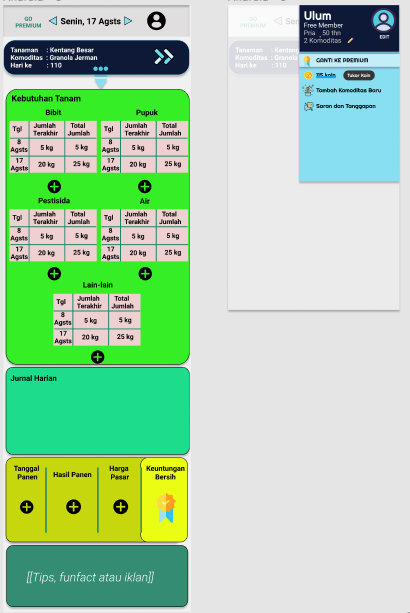 GO PREMIUM
Senin, 17 Agsts
Tanaman : Kentang Besar
Komoditas : Granola Jerman
Hari ke : 110
Kebutuhan Tanam
Bibit
Tgl Jumlah Terakhir Total Jumlah
8 Agsts 5 kg 5 kg
17 Agsts 20 kg 25 kg
Pupuk
Tgl Jumlah Terakhir Total Jumlah
8 Agsts 5 kg 5 kg
17 Agsts 20 kg 25 kg
Pestisida
Tgl Jumlah Terakhir Total Jumlah
8 Agsts 5 kg 5 kg
17 Agsts 20 kg 25 kg
Air
Tgl Jumlah Terakhir Total Jumlah
8 Agsts 5 kg 5 kg
17 Agsts 20 kg 25 kg
Lain-lain
Tgl Jumlah Terakhir Total Jumlah
8 Agsts 5 kg 5 kg
17 Agsts 20 kg 25 kg
Jurnal Harian
Tanggal Panen
Hasil Panen
Harga Pasar
Keuntungan Bersih
[[Tips, funfact atau iklan]]
GO PREMIUM
Tanaman : Kentang
Komoditas : Granola
Hari ke : 110
Ulum
Free Member
Pria , 50 thn
2 Komoditas
EDIT
GANTI KE PREMIUM
115 koin
Tukar Koin
Tambah Komoditas Baru
Saran dan Tanggapan